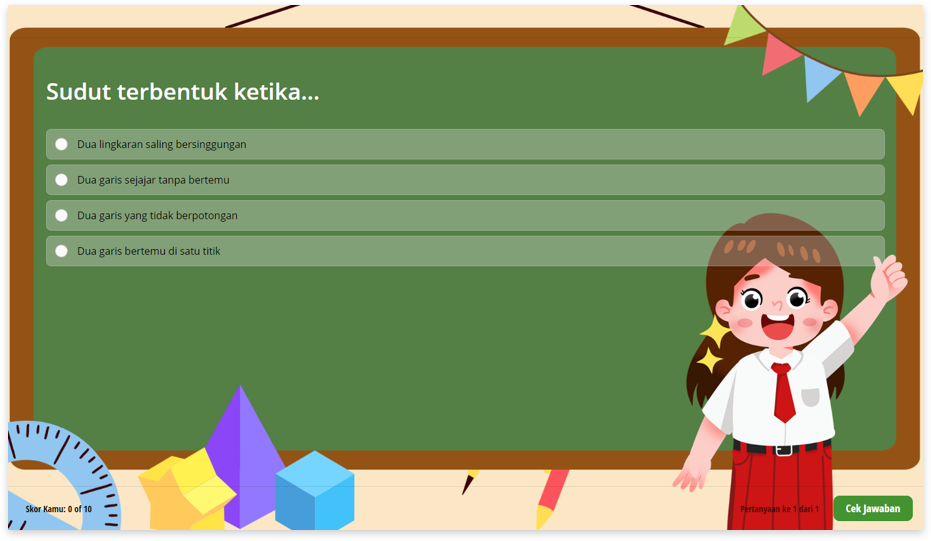 Sudut terbentuk ketika...
Dua lingkaran saling bersinggungan
Dua garis sejajar tanpa bertemu
Dua garis yang tidak berpotongan
Dua garis bertemu di satu titik
Skor Kamu: 0 of 10
Pertanyaan ke 1 dari 1
Cek Jawaban